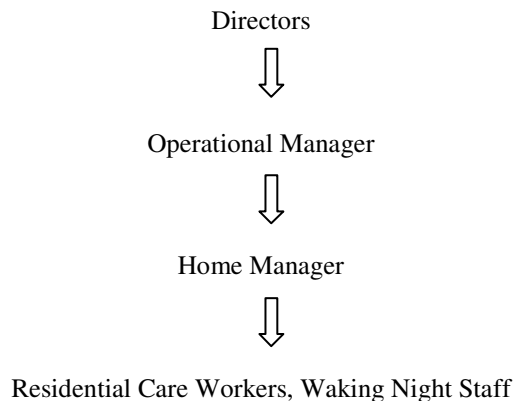 Directors
Operational Manager
Home Manager
Residential Care Workers, Waking Night Staff